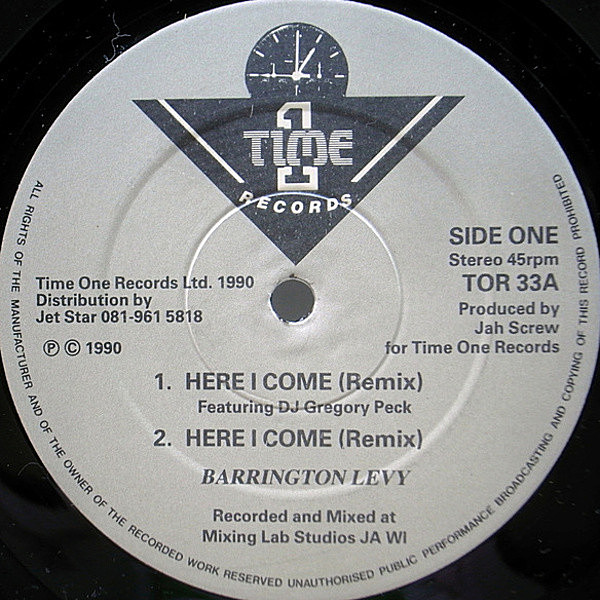 TIME 1
RECORDS
SIDE ONE
Stereo 45rpm
TOR 33A
Time One Records Ltd. 1990
Distribution by
Jet Star 081-961 5818
Produced by
Jah Screw
for Time One Records
Ⓟ © 1990
1. HERE I COME (Remix)
Featuring DJ Gregory Peck
2. HERE I COME (Remix)
BARRINGTON LEVY
Recorded and Mixed at
Mixing Lab Studios JA WI
ALL RIGHTS OF THE MANUFACTURER AND OF THE OWNER OF THE RECORDED WORK RESERVED UNAUTHORISED PUBLIC PERFORMANCE BROADCASTING AND COPYING OF THIS RECORD PROHIBITED